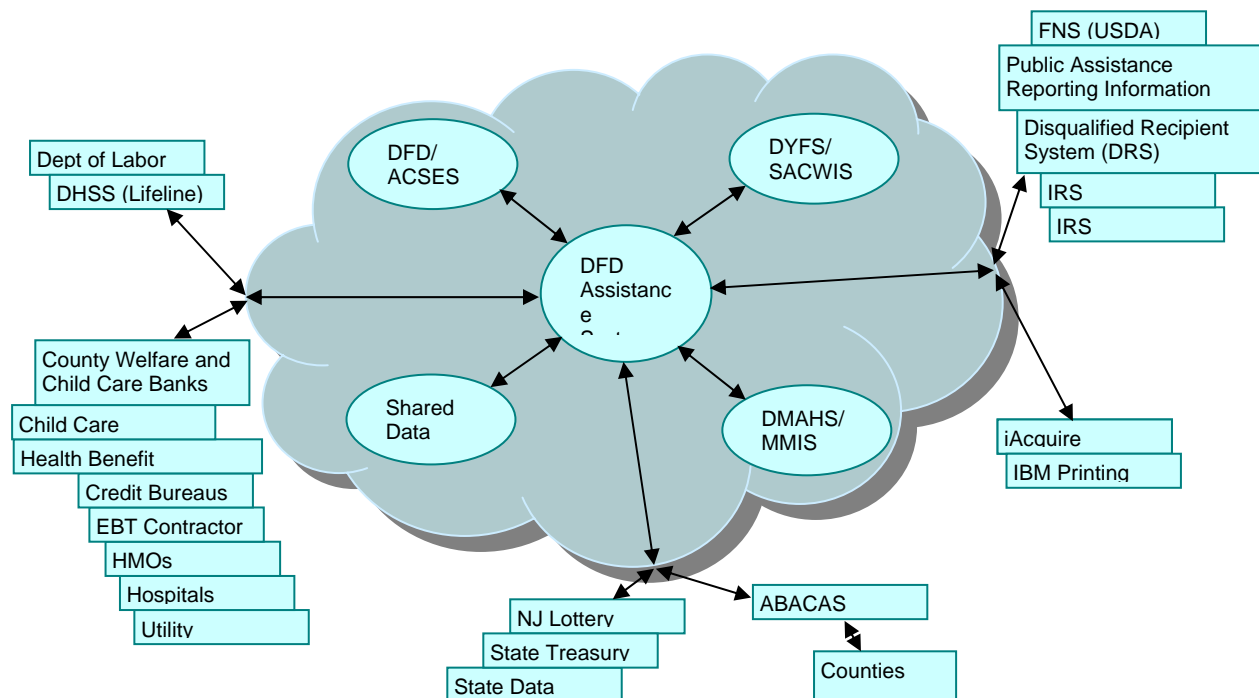 FNS (USDA)
Public Assistance
Reporting Information
Disqualified Recipient
System (DRS)
IRS
IRS
Dept of Labor
DHSS (Lifeline)
DFD/
ACSES
DYFS/
SACWIS
DFD
Assistanc
e
Shared
Data
DMAHS/
MMIS
County Welfare and
Child Care Banks
Child Care
Health Benefit
Credit Bureaus
EBT Contractor
HMOs
Hospitals
Utility
iAcquire
IBM Printing
NJ Lottery
State Treasury
State Data
ABACAS
Counties